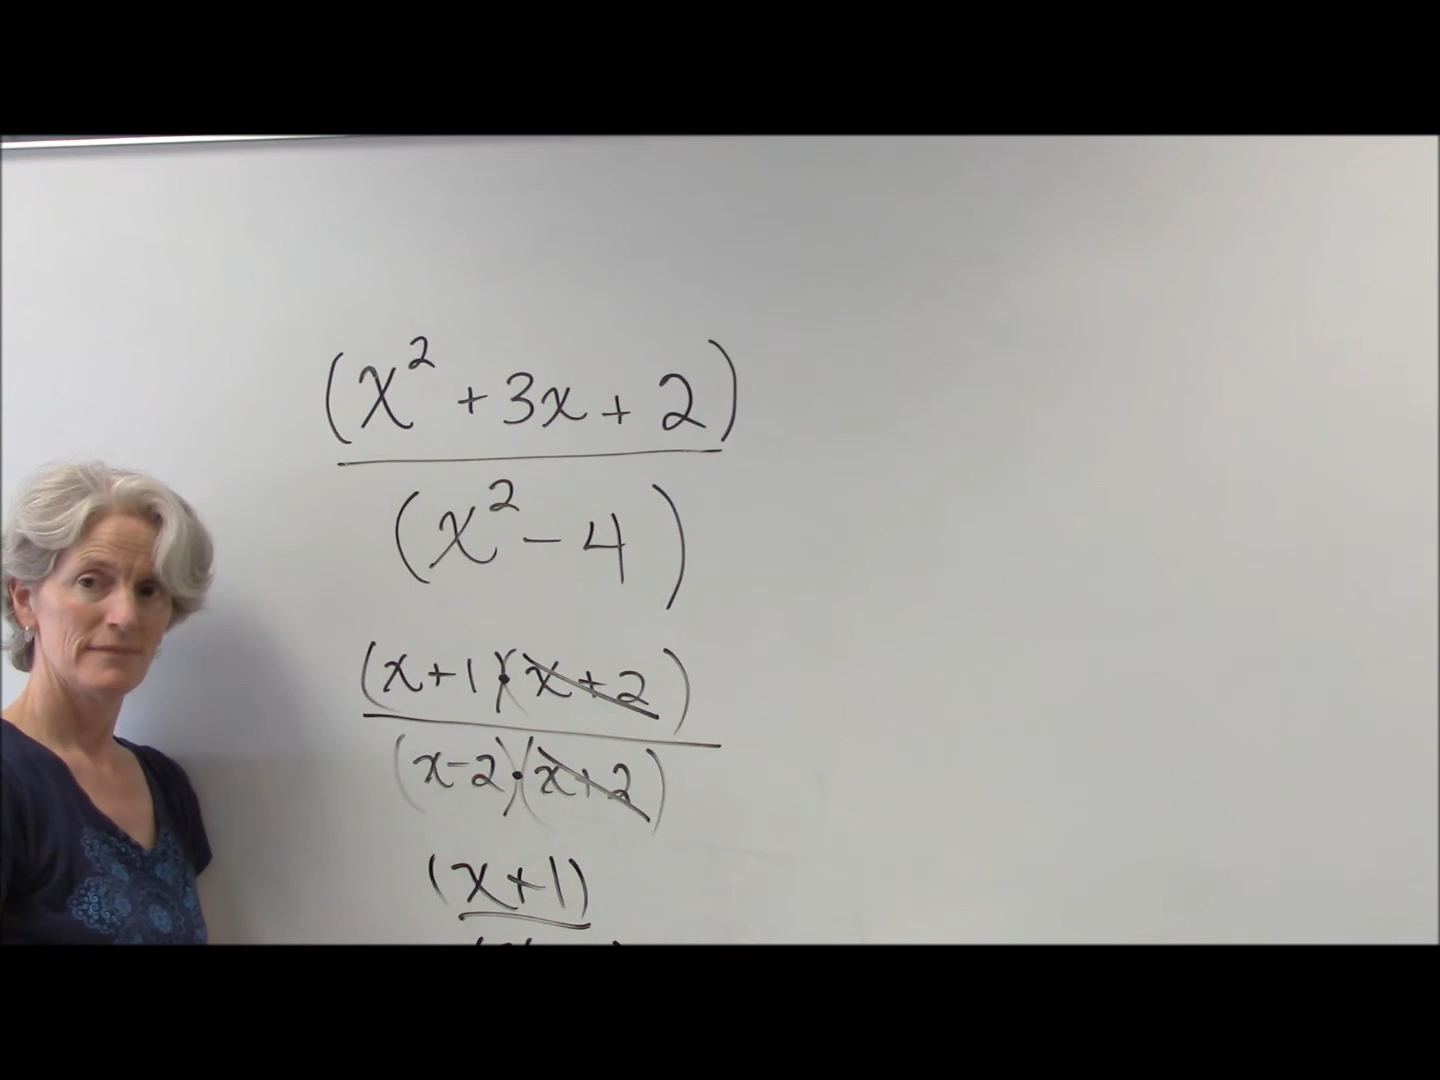 (x² + 3x + 2)
(x² - 4)
(x+1)·(x+2)
(x-2)·(x+2)
(x+1)